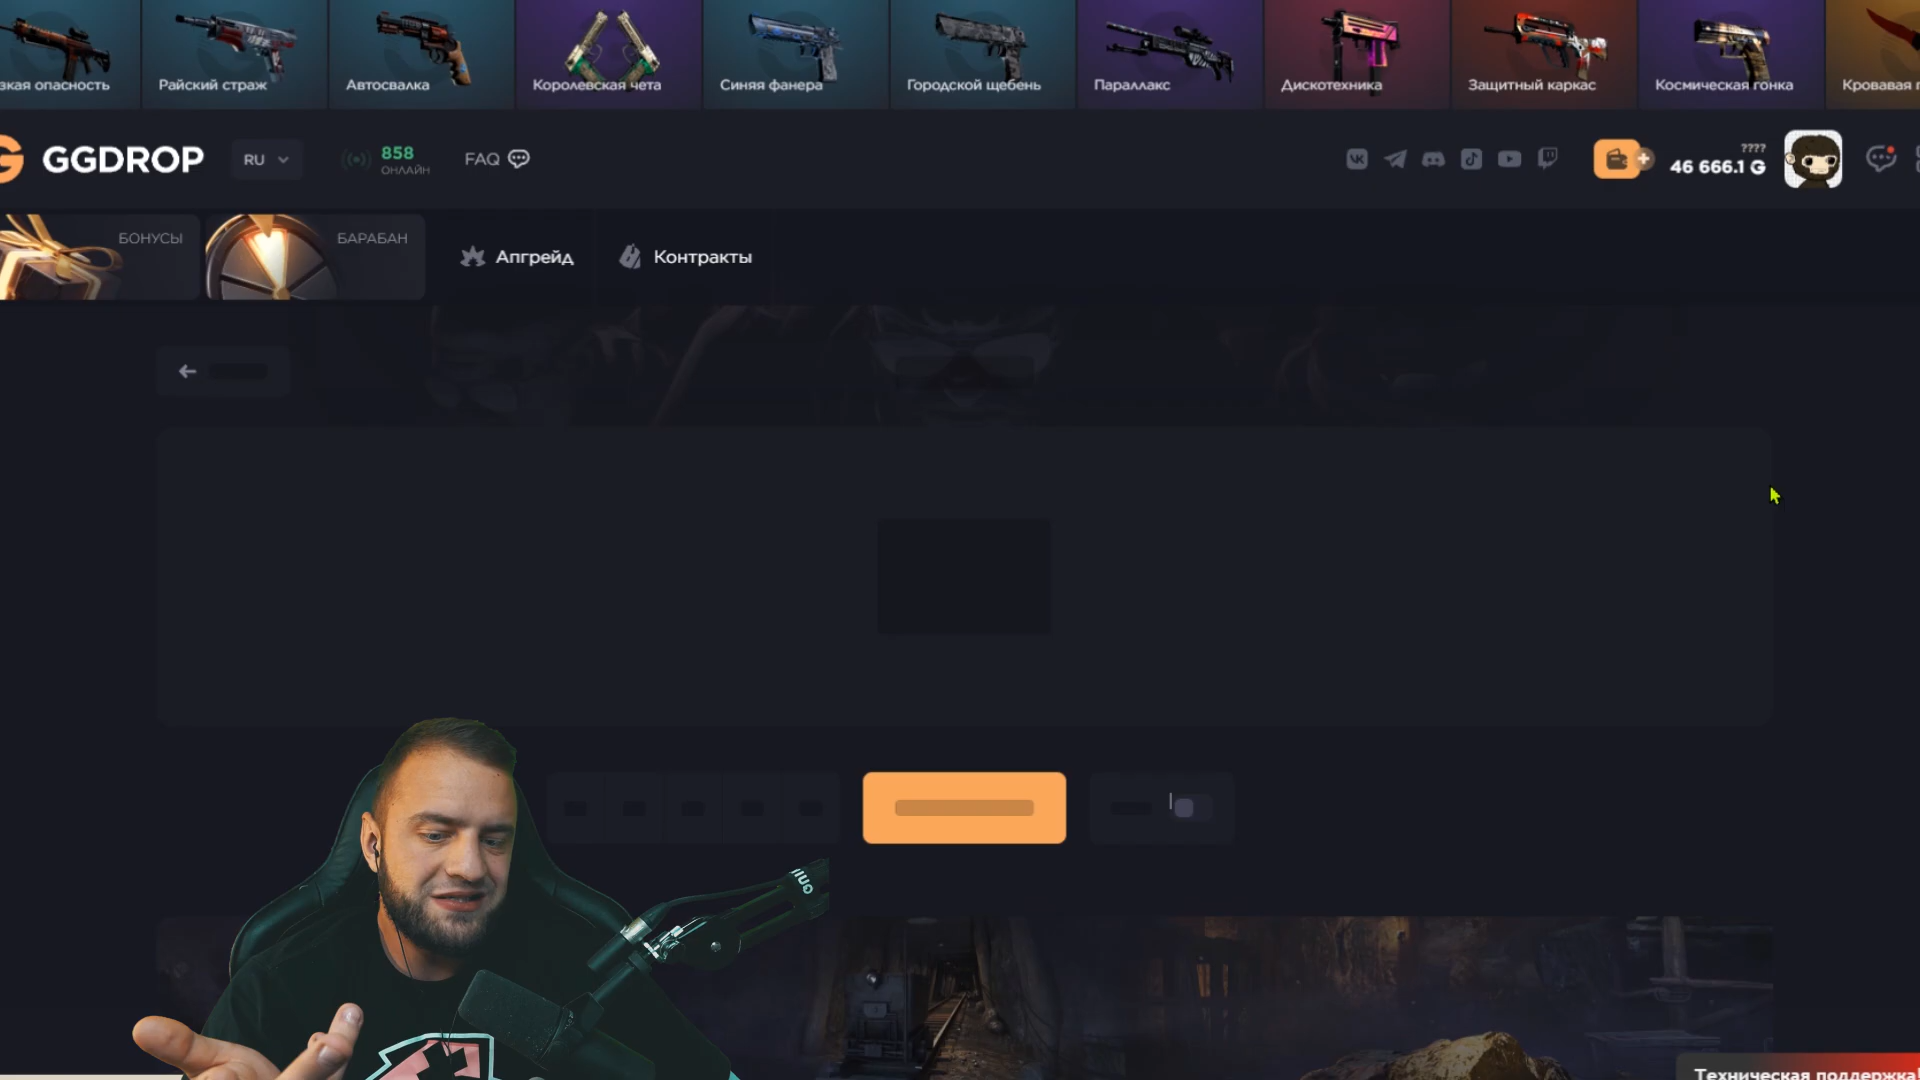 зкая опасность
Райский страж
Автосвалка
Королевская чета
Синяя фанера
Городской щебень
Параллакс
Дискотехника
Защитный каркас
Космическая гонка
Кровавая
GGDROP
RU
858
ОНЛАЙН
FAQ
????
46 666.1 G
БОНУСЫ
БАРАБАН
Апгрейд
Контракты
Техническая поддержка